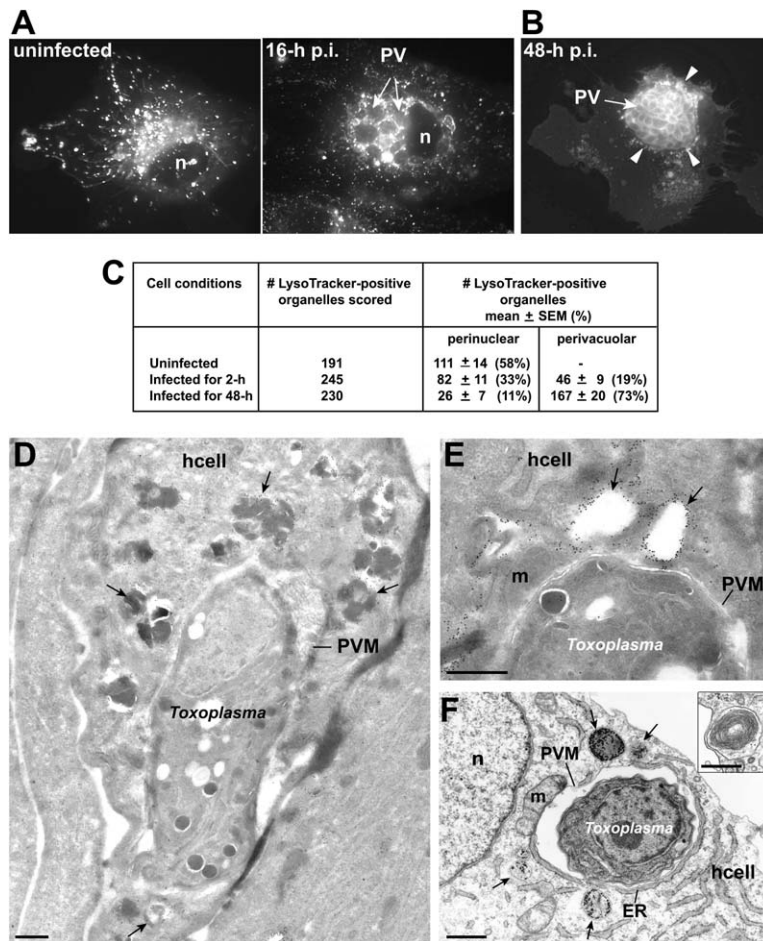 A
uninfected
n
16-h p.i.
PV
n
B
48-h p.i.
PV
C
Cell conditions
# LysoTracker-positive
organelles scored
# LysoTracker-positive
organelles
mean ± SEM (%)
perinuclear perivacuolar
Uninfected 191 111 ± 14 (58%) -
Infected for 2-h 245 82 ± 11 (33%) 46 ± 9 (19%)
Infected for 48-h 230 26 ± 7 (11%) 167 ± 20 (73%)
D
hcell
PVM
Toxoplasma
E
hcell
m
PVM
Toxoplasma
F
n
PVM
m
Toxoplasma
hcell
ER